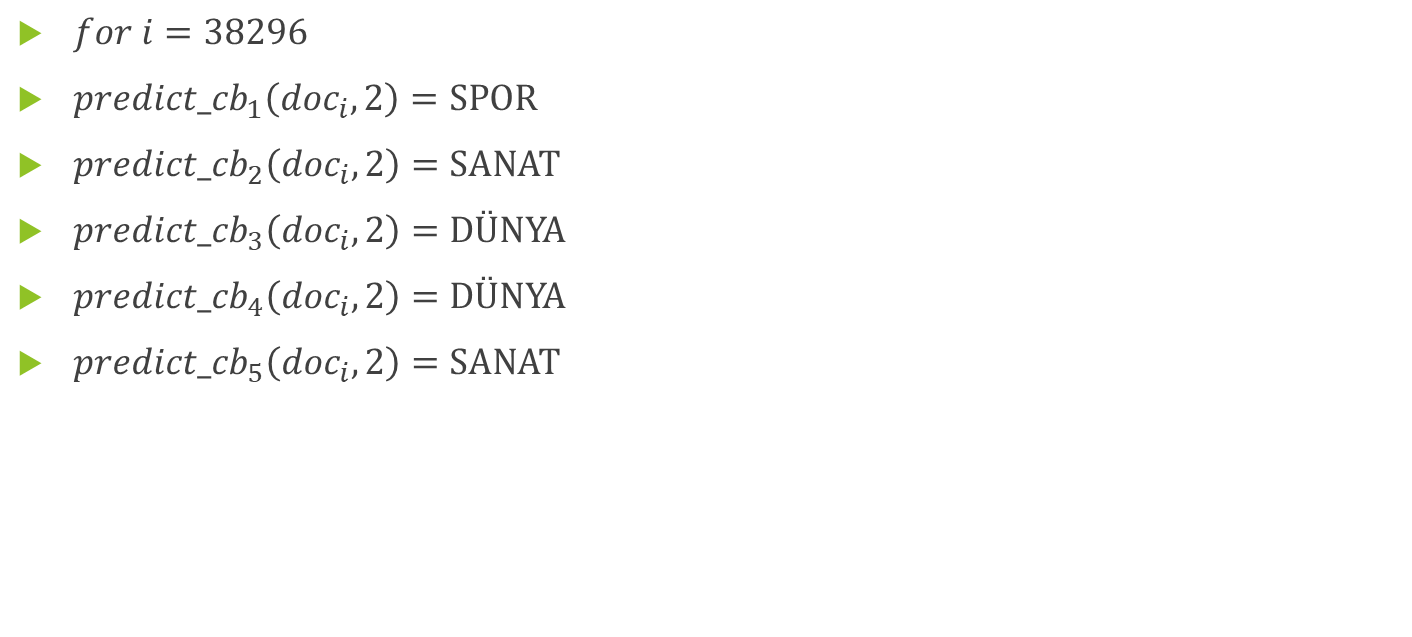 for i = 38296
predict_cb₁(docᵢ, 2) = SPOR
predict_cb₂(docᵢ, 2) = SANAT
predict_cb₃(docᵢ, 2) = DÜNYA
predict_cb₄(docᵢ, 2) = DÜNYA
predict_cb₅(docᵢ, 2) = SANAT